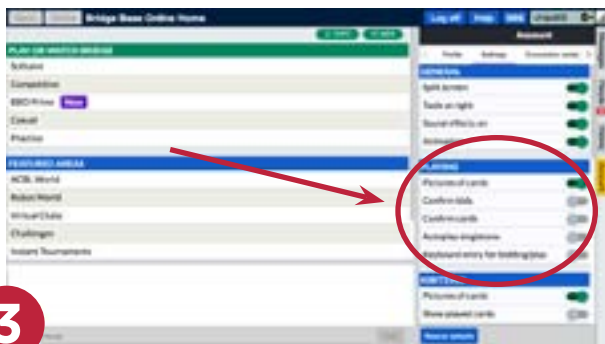 Bridge Base Online Home
Log off
Help
BBO
Account
PLAY OR WATCH BRIDGE
Solitaire
Competitive
BBO Prime New
Casual
Practice
FEATURED AREAS
ACBL World
Robot World
Virtual Clubs
Challenges
Instant Tournaments
GENERAL
Split screen
Tools on right
Sound effects on
PLAYING
Pictures of cards
Confirm bids
Confirm cards
Autoplay singletons
Keyboard entry for bidding/play
Pictures of cards
Show played cards
3